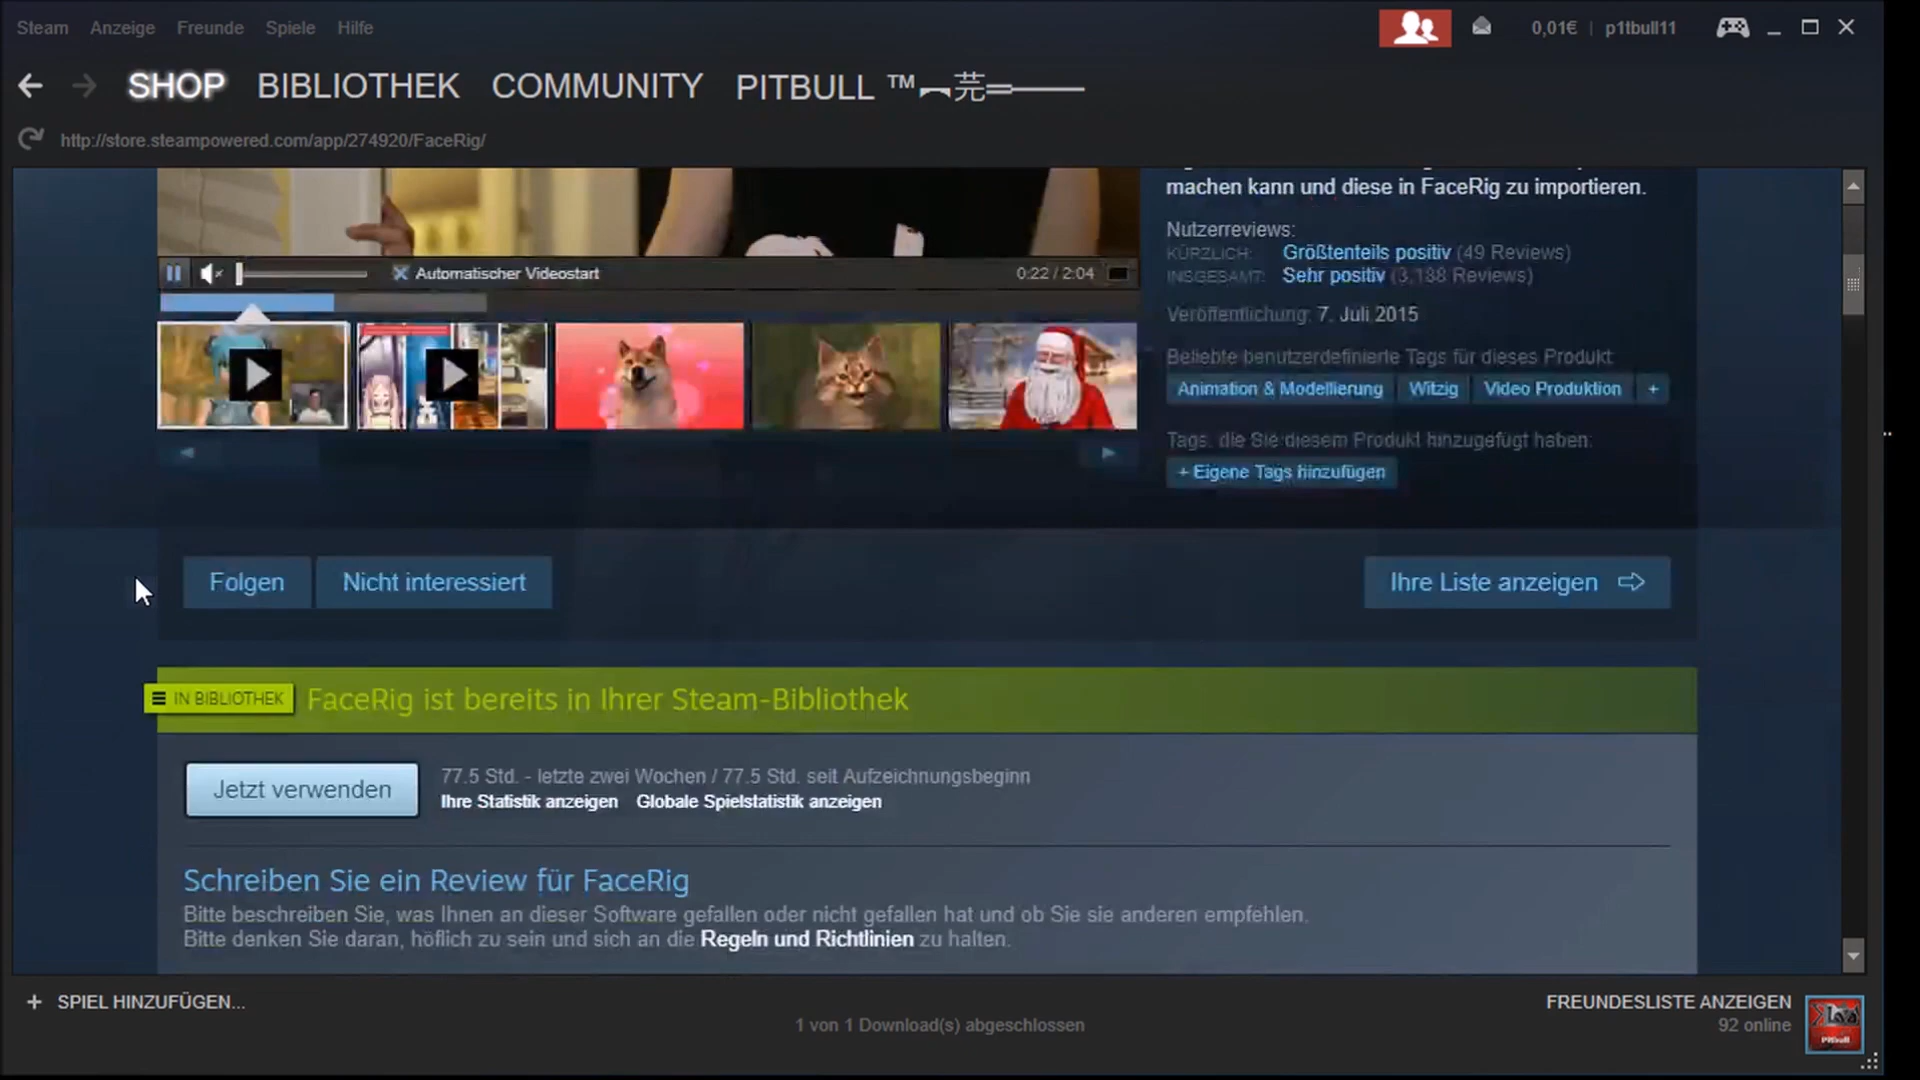 Steam Anzeige Freunde Spiele Hilfe
0,01€ | p1tbull11
SHOP BIBLIOTHEK COMMUNITY PITBULL ™︻芫═───
http://store.steampowered.com/app/274920/FaceRig/
machen kann und diese in FaceRig zu importieren.
Nutzerreviews:
KÜRZLICH: Größtenteils positiv (49 Reviews)
INSGESAMT: Sehr positiv (3,188 Reviews)
Automatischer Videostart 0:22 / 2:04
Veröffentlichung: 7. Juli 2015
Beliebte benutzerdefinierte Tags für dieses Produkt:
Animation & Modellierung Witzig Video Produktion +
Tags, die Sie diesem Produkt hinzugefügt haben:
+ Eigene Tags hinzufügen
Folgen Nicht interessiert Ihre Liste anzeigen
IN BIBLIOTHEK FaceRig ist bereits in Ihrer Steam-Bibliothek
Jetzt verwenden
77.5 Std. - letzte zwei Wochen / 77.5 Std. seit Aufzeichnungsbeginn
Ihre Statistik anzeigen Globale Spielstatistik anzeigen
Schreiben Sie ein Review für FaceRig
Bitte beschreiben Sie, was Ihnen an dieser Software gefallen oder nicht gefallen hat und ob Sie sie anderen empfehlen.
Bitte denken Sie daran, höflich zu sein und sich an die Regeln und Richtlinien zu halten.
+ SPIEL HINZUFÜGEN...
1 von 1 Download(s) abgeschlossen
FREUNDESLISTE ANZEIGEN
92 online
Pitbull